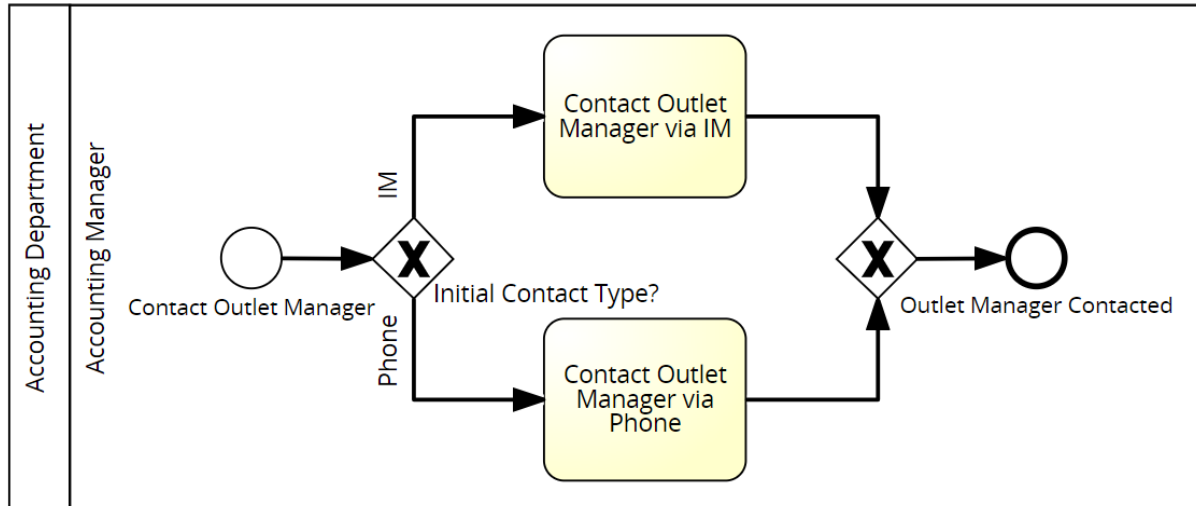 Accounting Department
Accounting Manager
Contact Outlet Manager
IM
Phone
Initial Contact Type?
Contact Outlet
Manager via IM
Contact Outlet
Manager via
Phone
X
X
Outlet Manager Contacted